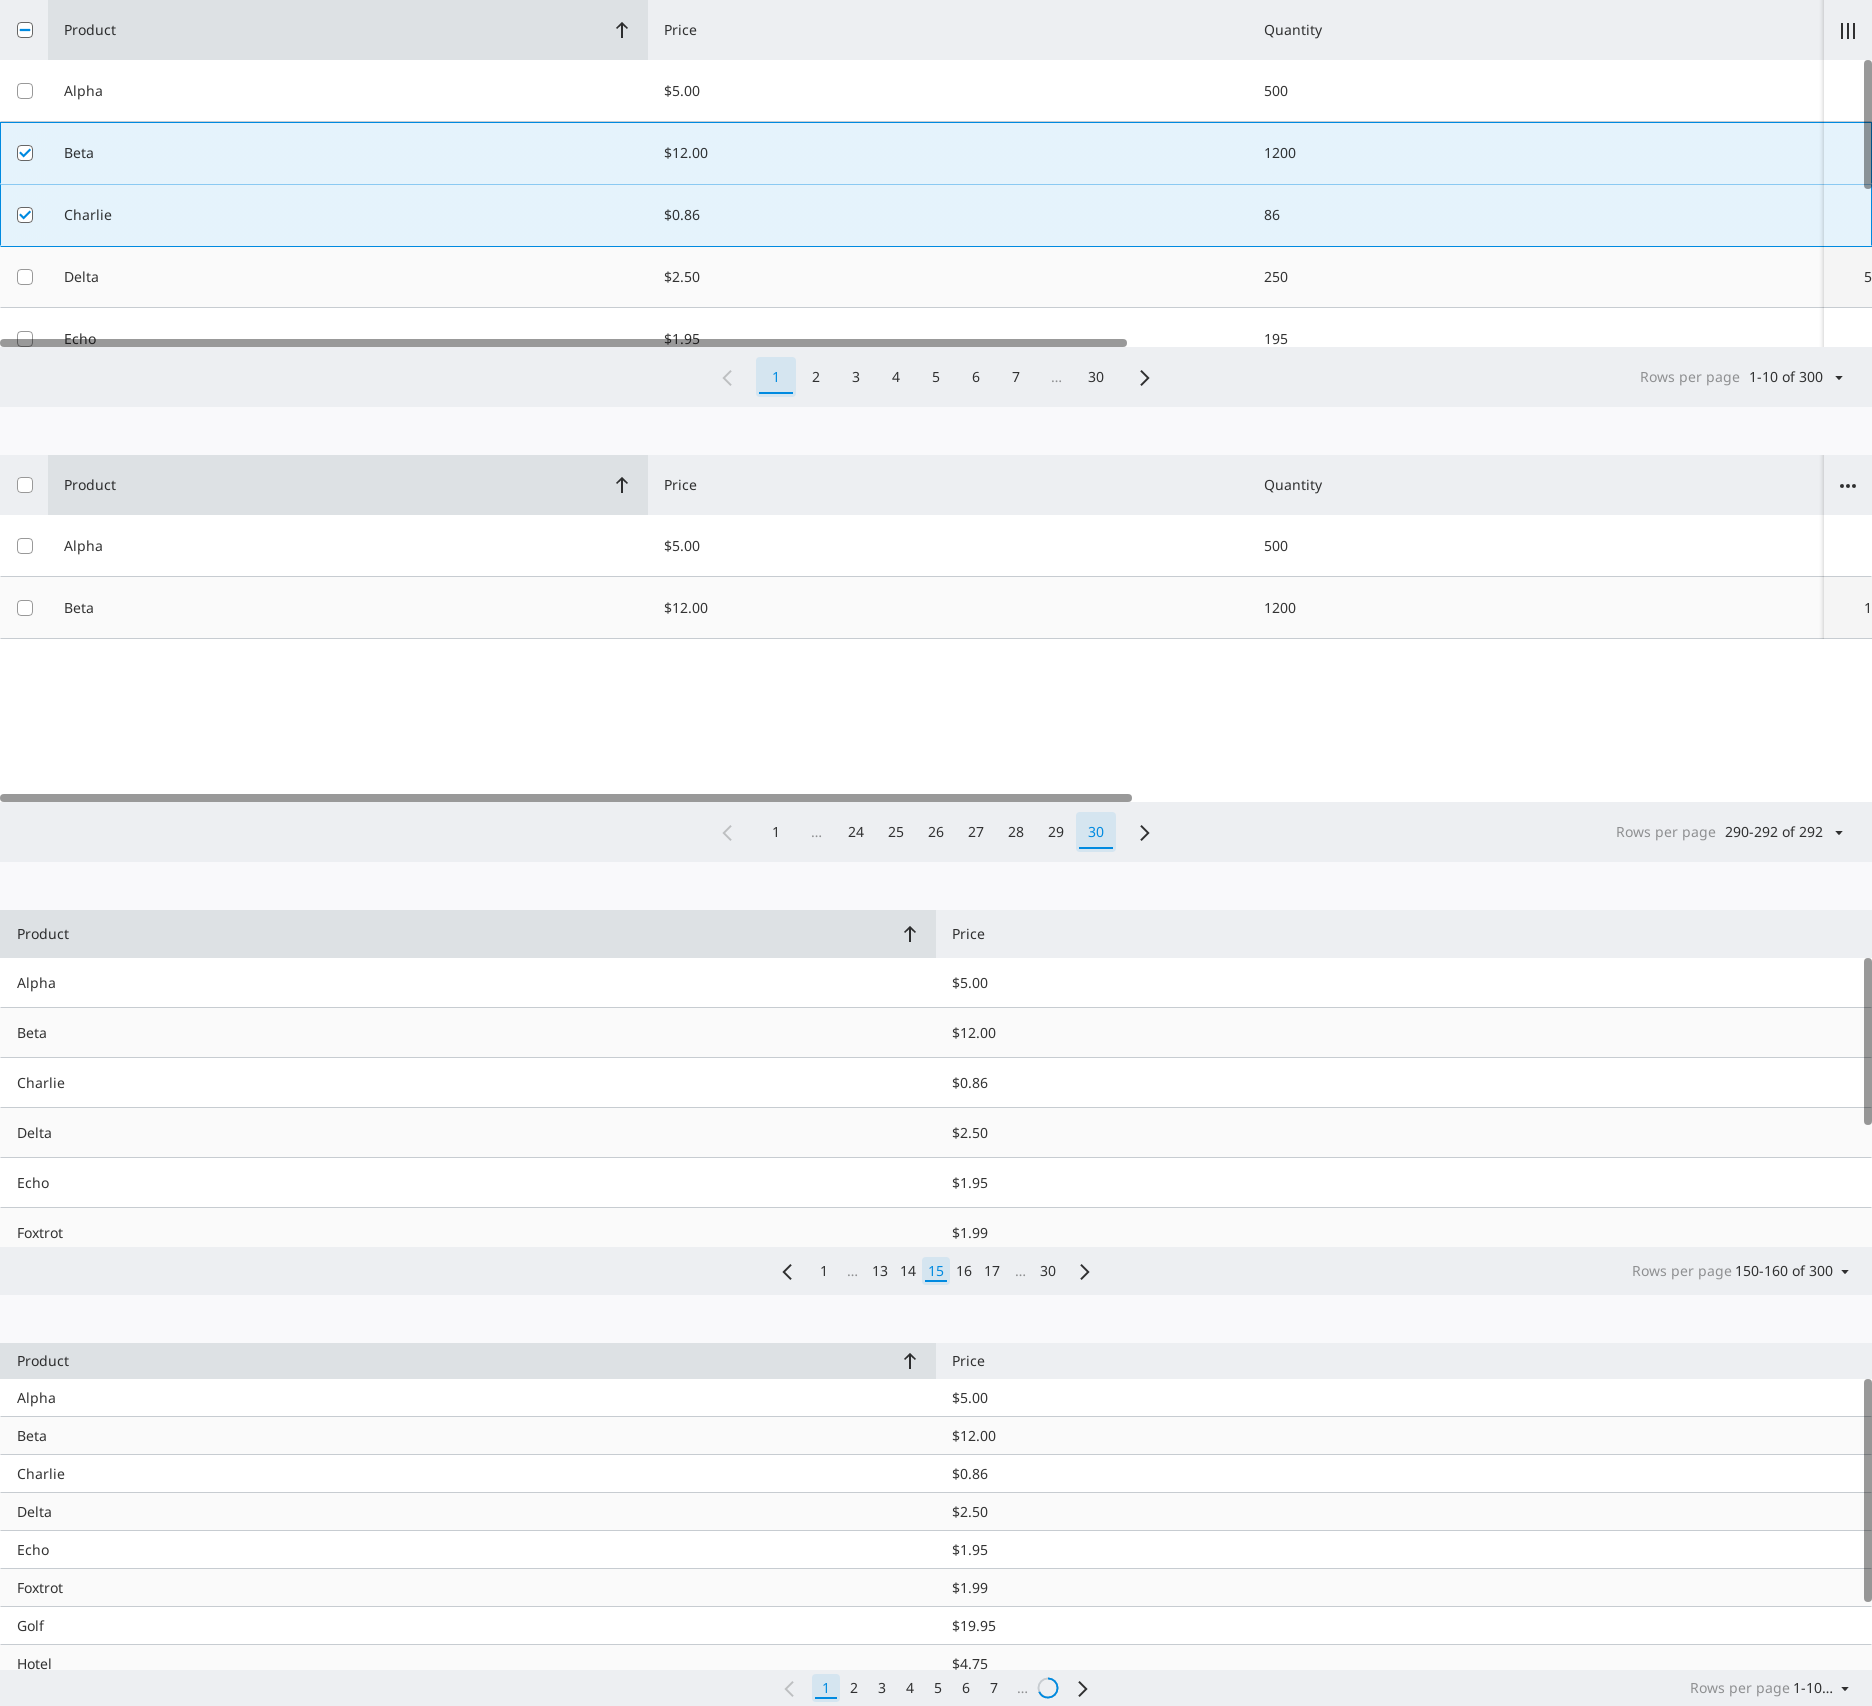 Product Price Quantity
Alpha $5.00 500
Beta $12.00 1200
Charlie $0.86 86
Delta $2.50 250 5
Echo $1.95 195
1 2 3 4 5 6 7 ... 30 Rows per page 1-10 of 300
Product Price Quantity
Alpha $5.00 500
Beta $12.00 1200 1
1 ... 24 25 26 27 28 29 30 Rows per page 290-292 of 292
Product Price
Alpha $5.00
Beta $12.00
Charlie $0.86
Delta $2.50
Echo $1.95
Foxtrot $1.99
1 ... 13 14 15 16 17 ... 30 Rows per page 150-160 of 300
Product Price
Alpha $5.00
Beta $12.00
Charlie $0.86
Delta $2.50
Echo $1.95
Foxtrot $1.99
Golf $19.95
Hotel $4.75
1 2 3 4 5 6 7 ... Rows per page 1-10...